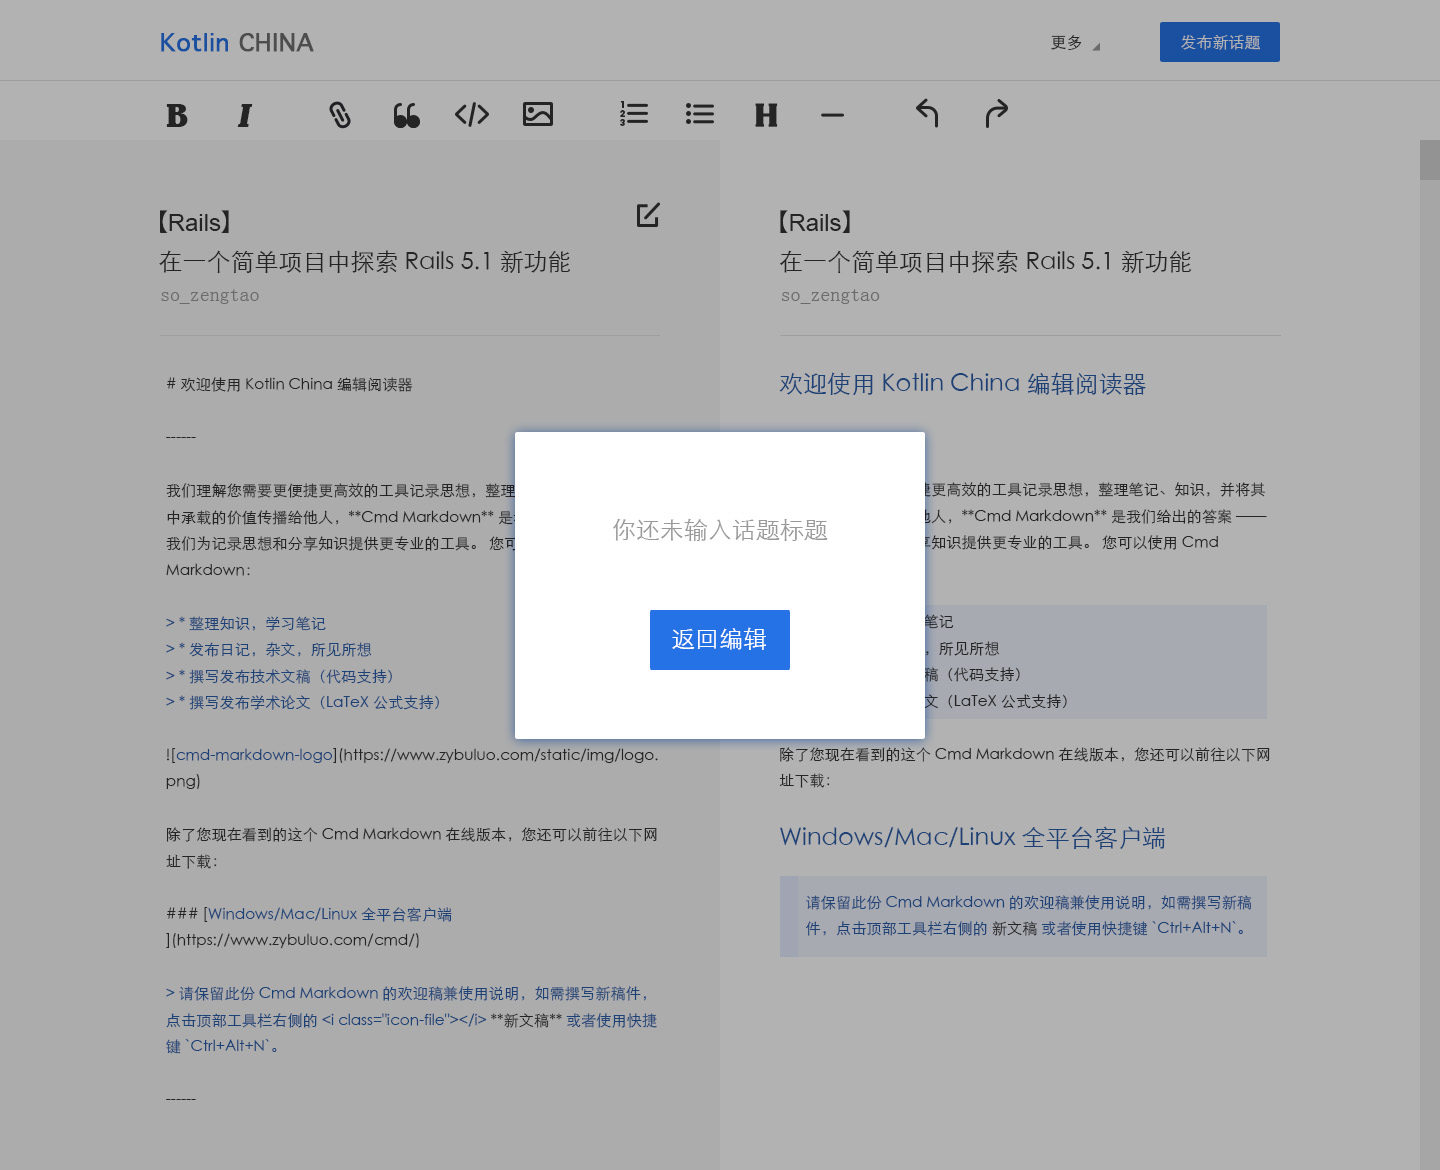 Kotlin CHINA
更多
发布新话题
【Rails】
在一个简单项目中探索 Rails 5.1 新功能
so_zengtao
# 欢迎使用 Kotlin China 编辑阅读器
------
我们理解您需要更便捷更高效的工具记录思想，整理
中承载的价值传播给他人，**Cmd Markdown** 是
我们为记录思想和分享知识提供更专业的工具。 您可
Markdown：
> * 整理知识，学习笔记
> * 发布日记，杂文，所见所想
> * 撰写发布技术文稿（代码支持）
> * 撰写发布学术论文（LaTeX 公式支持）
![cmd-markdown-logo](https://www.zybuluo.com/static/img/logo.
png)
除了您现在看到的这个 Cmd Markdown 在线版本，您还可以前往以下网
址下载：
### [Windows/Mac/Linux 全平台客户端
](https://www.zybuluo.com/cmd/)
> 请保留此份 Cmd Markdown 的欢迎稿兼使用说明，如需撰写新稿件，
点击顶部工具栏右侧的 <i class="icon-file"></i> **新文稿** 或者使用快捷
键 `Ctrl+Alt+N`。
------
你还未输入话题标题
返回编辑
【Rails】
在一个简单项目中探索 Rails 5.1 新功能
so_zengtao
欢迎使用 Kotlin China 编辑阅读器
捷更高效的工具记录思想，整理笔记、知识，并将其
他人，**Cmd Markdown** 是我们给出的答案 ——
享知识提供更专业的工具。 您可以使用 Cmd
笔记
，所见所想
稿（代码支持）
文（LaTeX 公式支持）
除了您现在看到的这个 Cmd Markdown 在线版本，您还可以前往以下网
址下载：
Windows/Mac/Linux 全平台客户端
请保留此份 Cmd Markdown 的欢迎稿兼使用说明，如需撰写新稿
件，点击顶部工具栏右侧的 新文稿 或者使用快捷键 `Ctrl+Alt+N`。